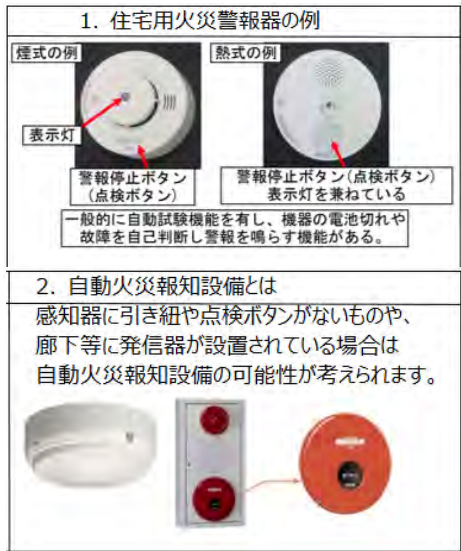 1. 住宅用火災警報器の例
煙式の例
熱式の例
表示灯
警報停止ボタン
(点検ボタン)
警報停止ボタン(点検ボタン)
表示灯を兼ねている
一般的に自動試験機能を有し、機器の電池切れや
故障を自己判断し警報を鳴らす機能がある。
2. 自動火災報知設備とは
感知器に引き紐や点検ボタンがないものや、
廊下等に発信器が設置されている場合は
自動火災報知設備の可能性が考えられます。